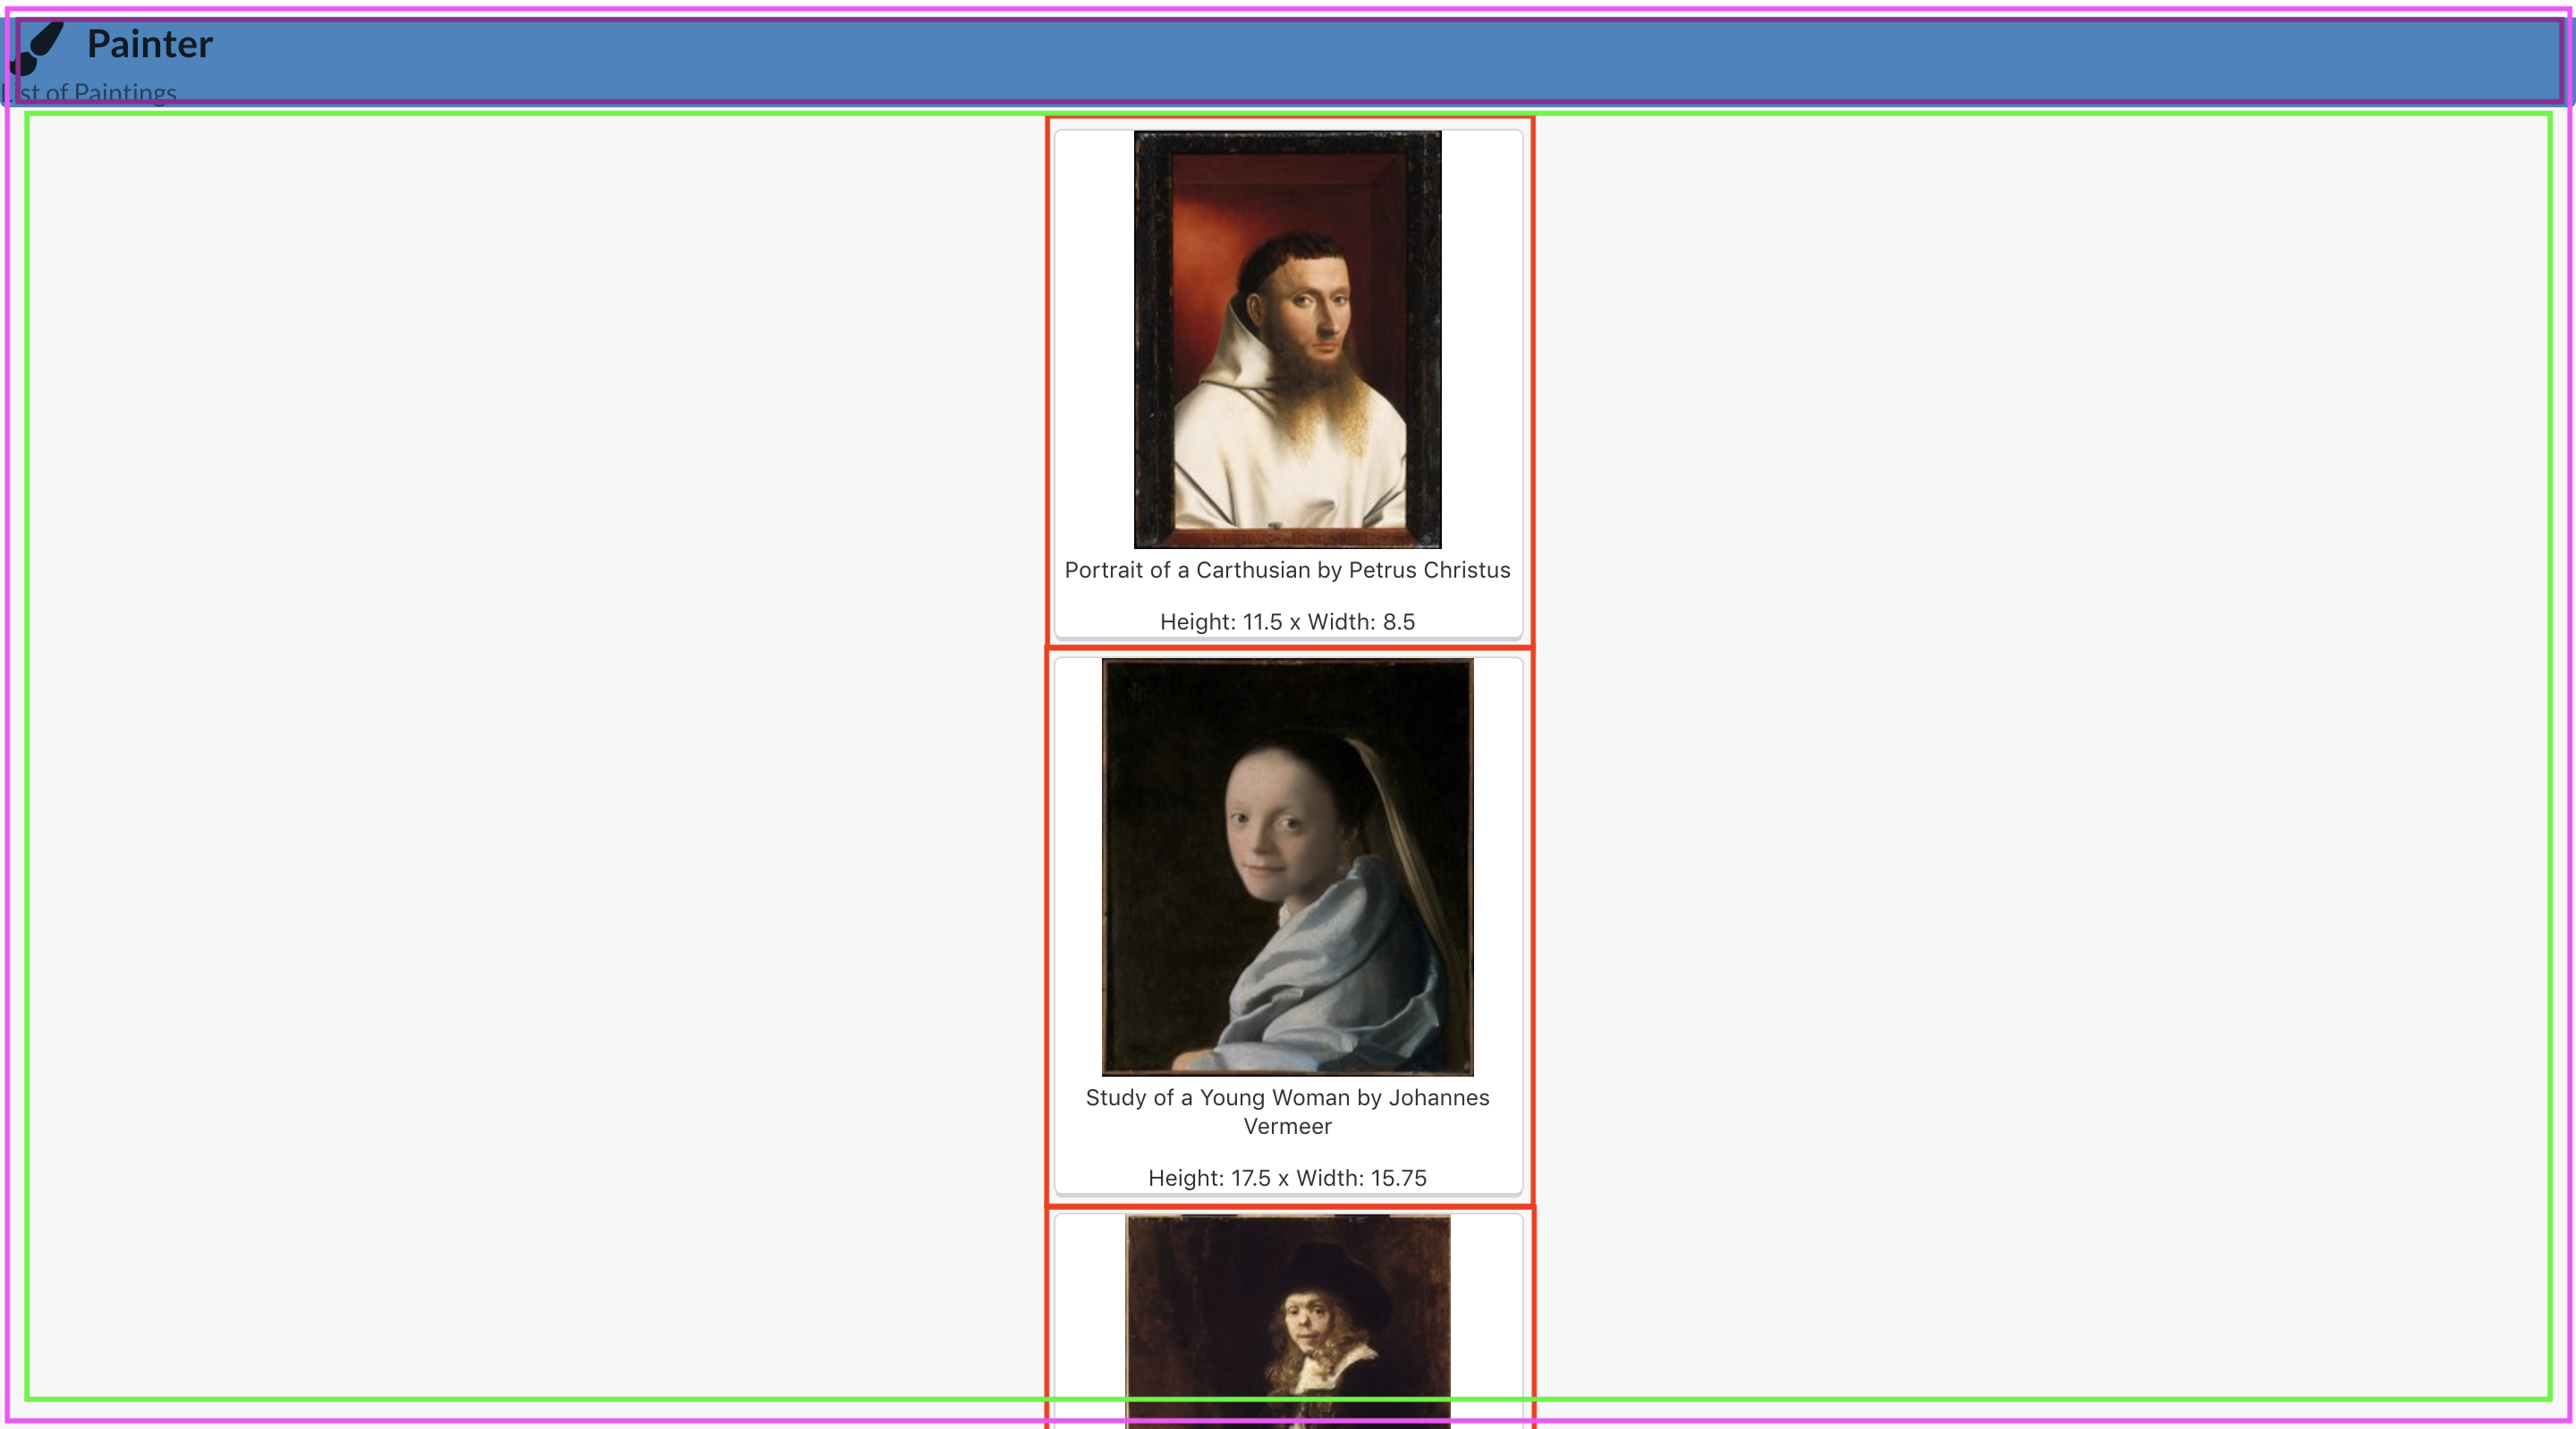 Painter
List of Paintings
Portrait of a Carthusian by Petrus Christus
Height: 11.5 x Width: 8.5
Study of a Young Woman by Johannes
Vermeer
Height: 17.5 x Width: 15.75